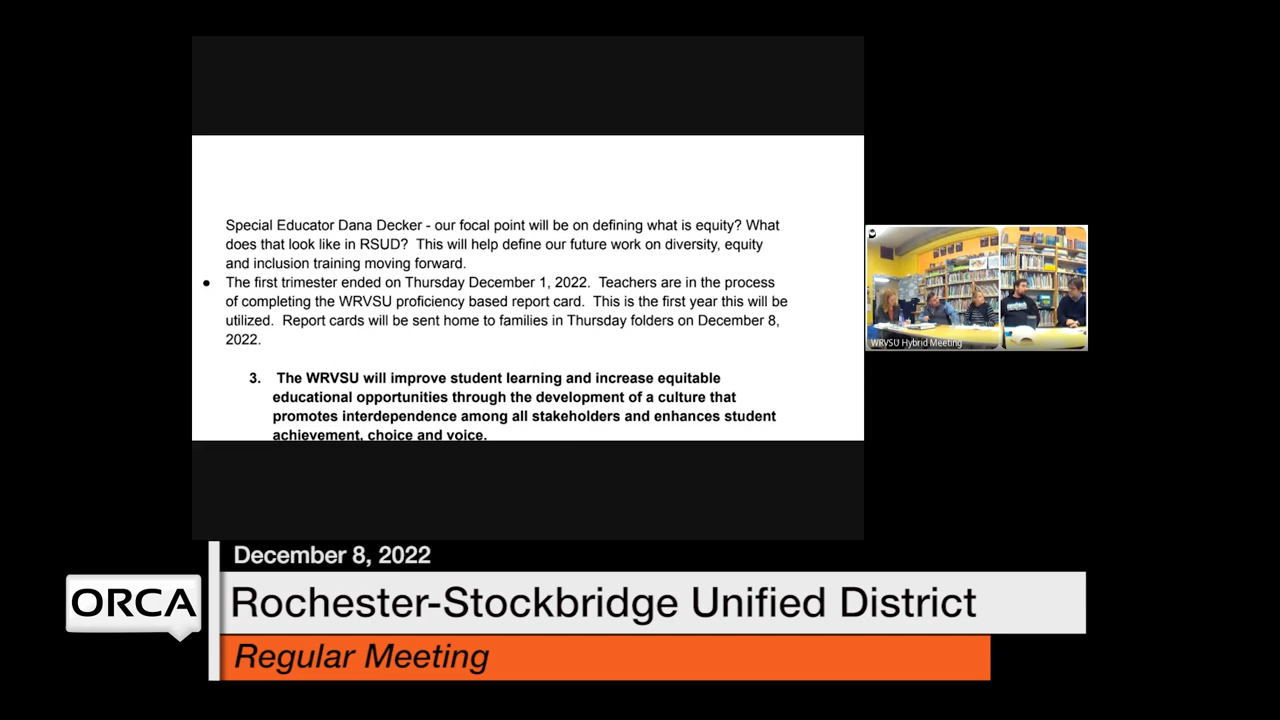 Special Educator Dana Decker - our focal point will be on defining what is equity? What
does that look like in RSUD? This will help define our future work on diversity, equity
and inclusion training moving forward.
● The first trimester ended on Thursday December 1, 2022. Teachers are in the process
of completing the WRVSU proficiency based report card. This is the first year this will be
utilized. Report cards will be sent home to families in Thursday folders on December 8,
2022.
3. The WRVSU will improve student learning and increase equitable
educational opportunities through the development of a culture that
promotes interdependence among all stakeholders and enhances student
achievement, choice and voice.
WRVSU Hybrid Meeting
December 8, 2022
ORCA
Rochester-Stockbridge Unified District
Regular Meeting